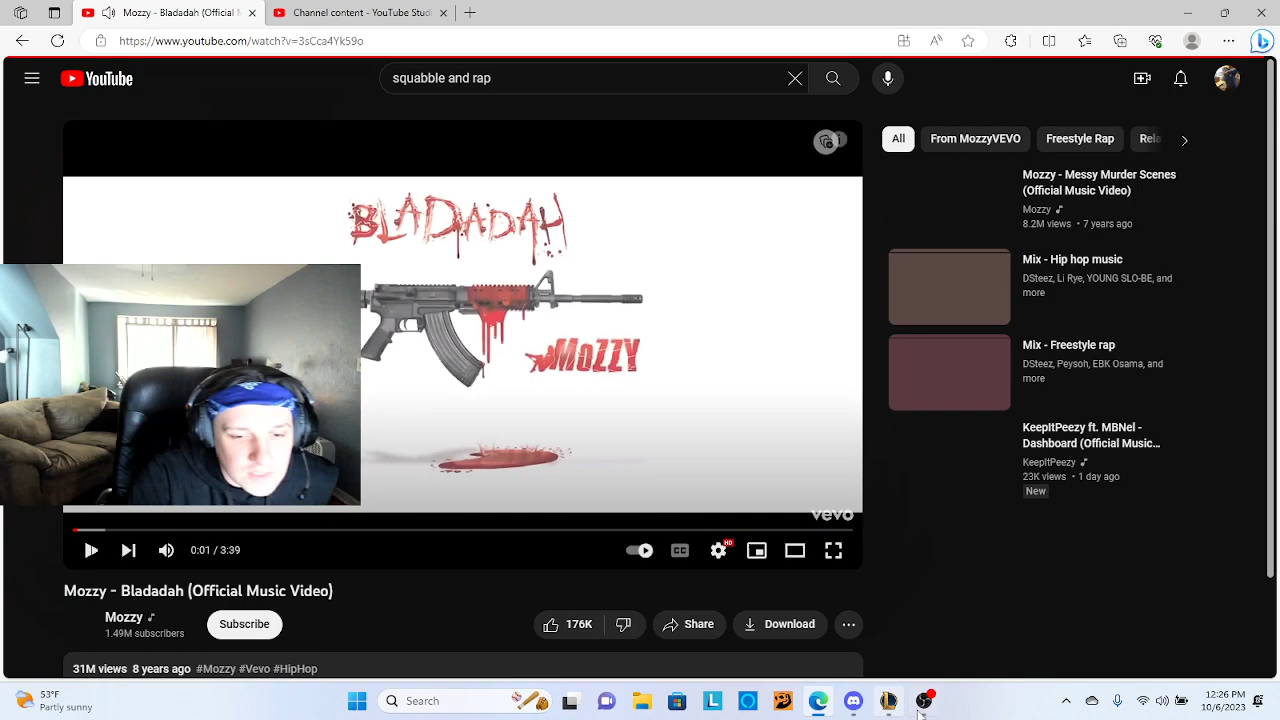 Mozzy - Bladadah (Official M
Channel content - YouTube Studi
https://www.youtube.com/watch?v=3sCca4Yk59o
YouTube
squabble and rap
All
From MozzyVEVO
Freestyle Rap
Rela
BLADADAH
MOZZY
vevo
Mozzy - Messy Murder Scenes
(Official Music Video)
Mozzy
8.2M views • 7 years ago
Mix - Hip hop music
DSteez, Li Rye, YOUNG SLO-BE, and
more
Mix - Freestyle rap
DSteez, Peysoh, EBK Osama, and
more
KeepItPeezy ft. MBNel -
Dashboard (Official Music...
KeepItPeezy
23K views • 1 day ago
New
0:01 / 3:39
CC
HD
Mozzy - Bladadah (Official Music Video)
Mozzy
1.49M subscribers
Subscribe
176K
Share
Download
31M views 8 years ago #Mozzy #Vevo #HipHop
53°F
Partly sunny
Search
12:26 PM
10/6/2023